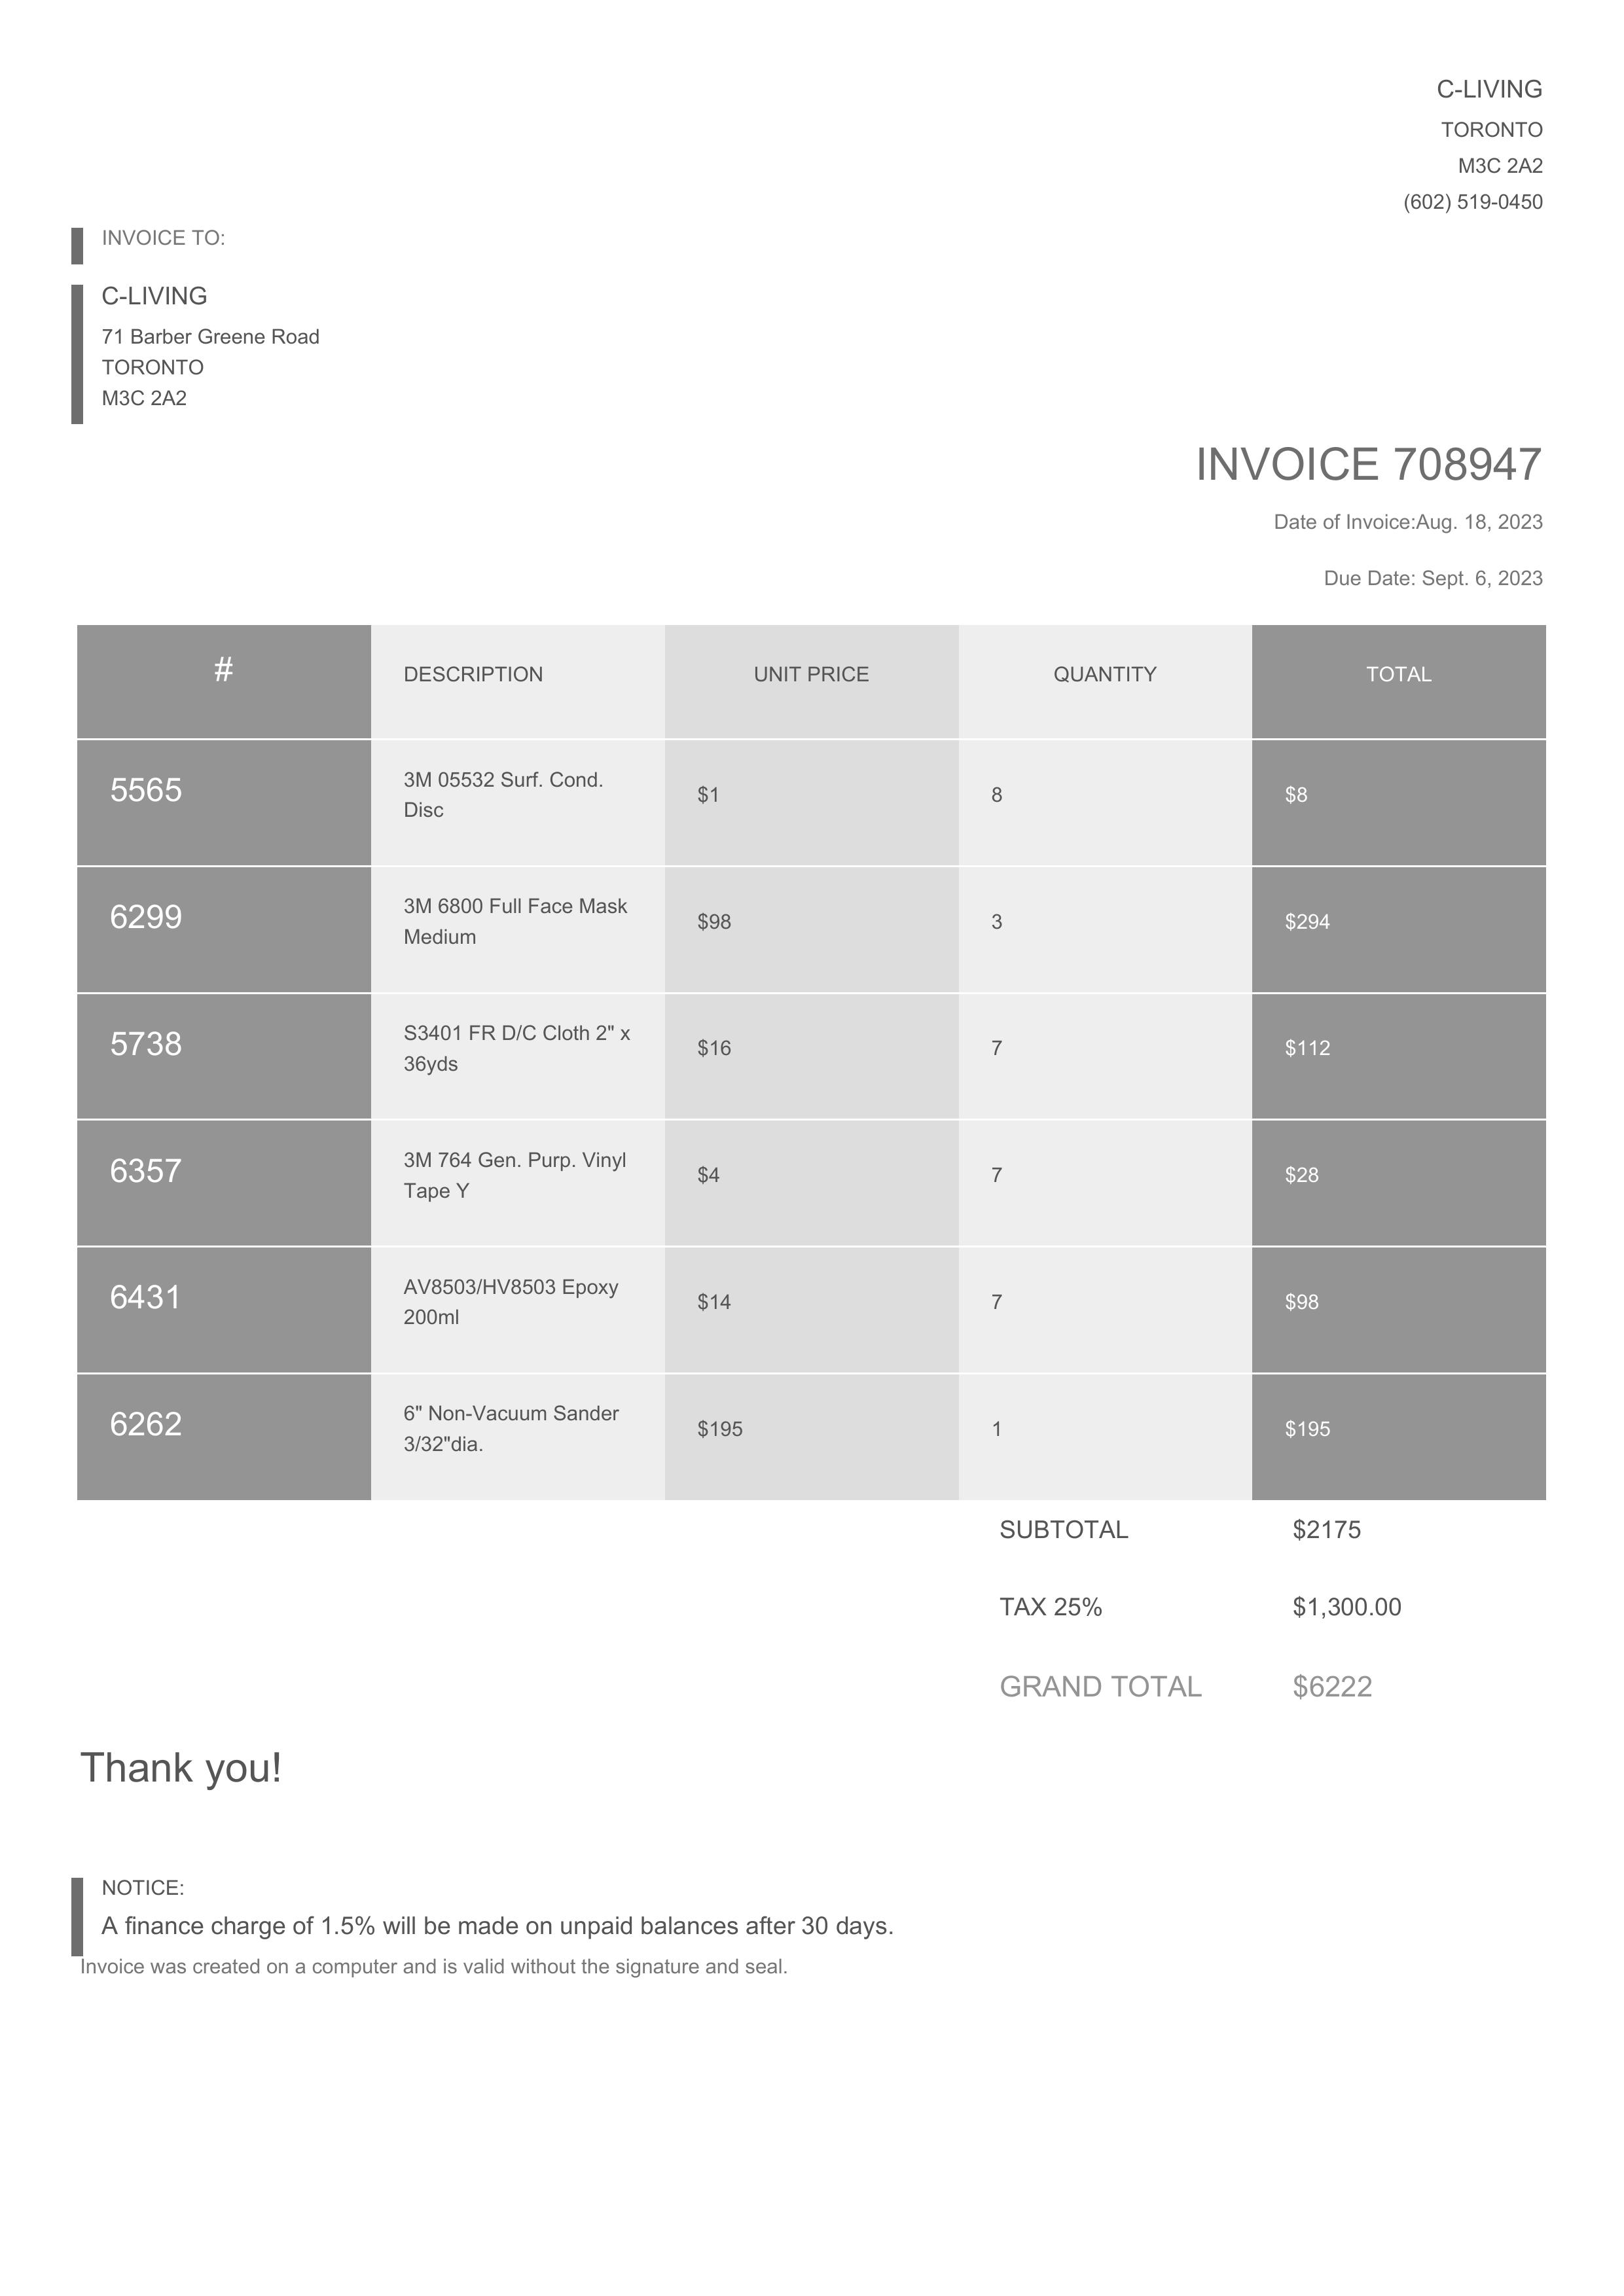 C-LIVING
TORONTO
M3C 2A2
(602) 519-0450
INVOICE TO:
C-LIVING
71 Barber Greene Road
TORONTO
M3C 2A2
INVOICE 708947
Date of Invoice:Aug. 18, 2023
Due Date: Sept. 6, 2023
# DESCRIPTION UNIT PRICE QUANTITY TOTAL
5565 3M 05532 Surf. Cond. $1 8 $8
Disc
6299 3M 6800 Full Face Mask $98 3 $294
Medium
5738 S3401 FR D/C Cloth 2" x $16 7 $112
36yds
6357 3M 764 Gen. Purp. Vinyl $4 7 $28
Tape Y
6431 AV8503/HV8503 Epoxy $14 7 $98
200ml
6262 6" Non-Vacuum Sander $195 1 $195
3/32"dia.
SUBTOTAL $2175
TAX 25% $1,300.00
GRAND TOTAL $6222
Thank you!
NOTICE:
A finance charge of 1.5% will be made on unpaid balances after 30 days.
Invoice was created on a computer and is valid without the signature and seal.